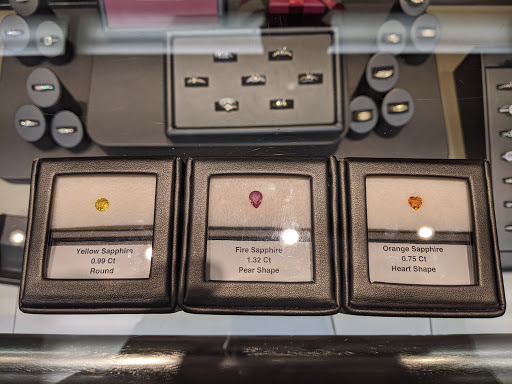 Yellow Sapphire
0.99 Ct
Round
Fire Sapphire
1.32 Ct
Pear Shape
Orange Sapphire
0.75 Ct
Heart Shape